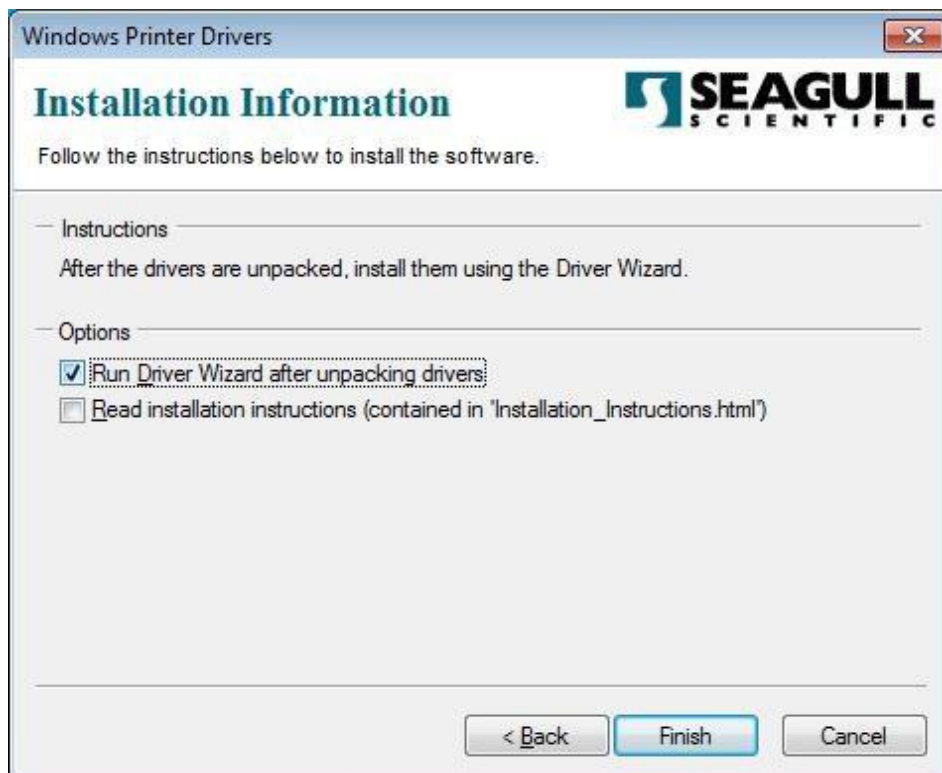 Windows Printer Drivers
Installation Information
SEAGULL
SCIENTIFIC
Follow the instructions below to install the software.
Instructions
After the drivers are unpacked, install them using the Driver Wizard.
Options
Run Driver Wizard after unpacking drivers
Read installation instructions (contained in 'Installation_Instructions.html')
< Back Finish Cancel